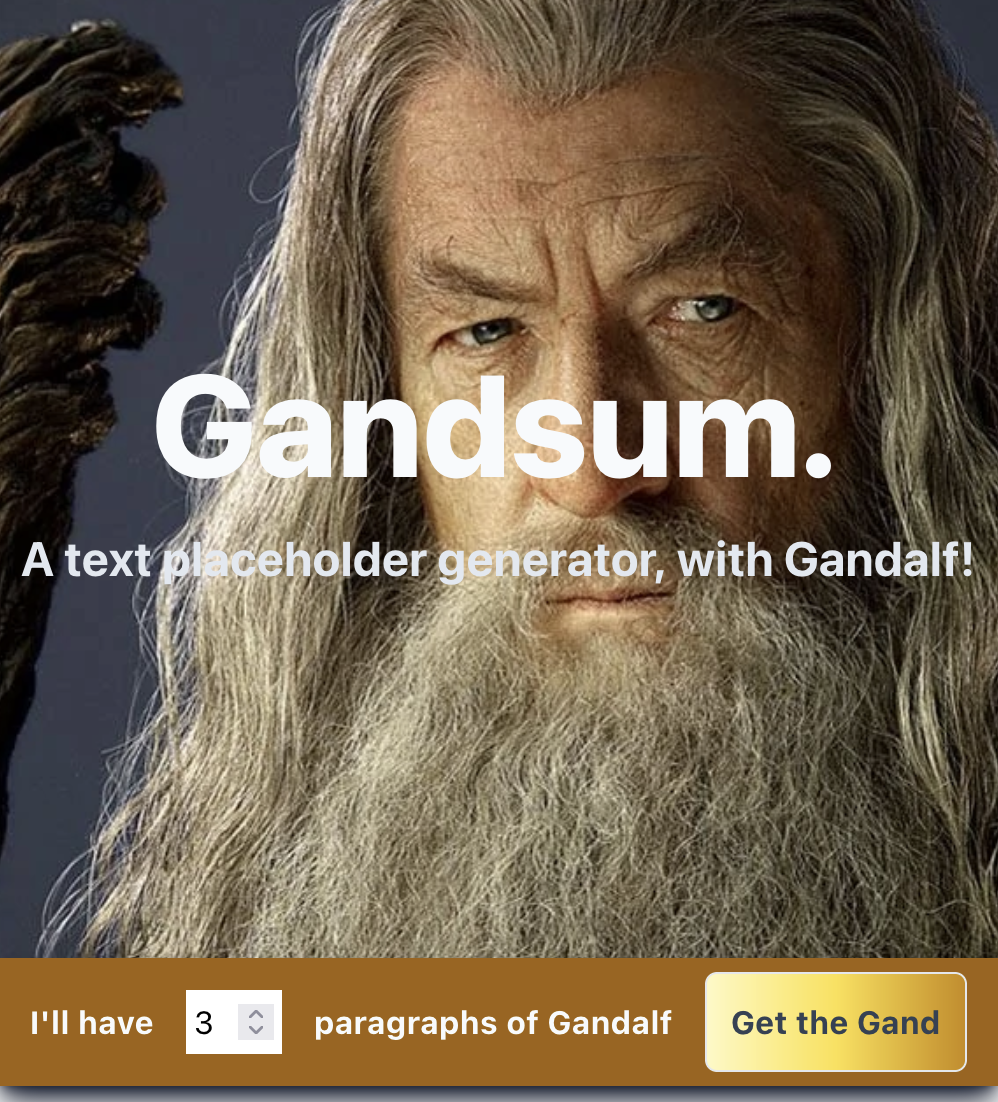 Gandsum.
A text placeholder generator, with Gandalf!
I'll have 3 paragraphs of Gandalf Get the Gand